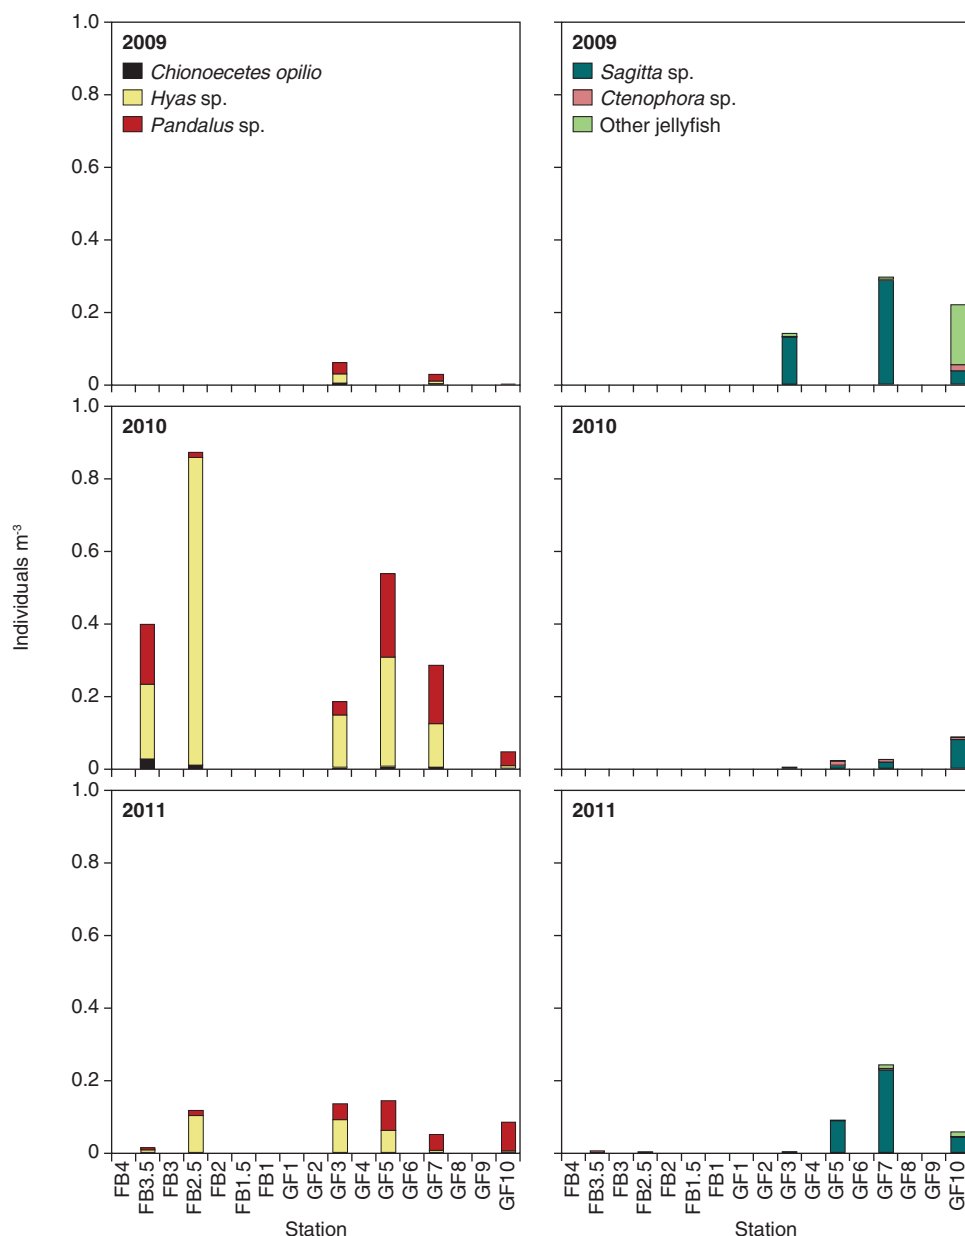 Individuals m-3
1.0
0.8
0.6
0.4
0.2
0
2009
Chionoecetes opilio
Hyas sp.
Pandalus sp.
2009
Sagitta sp.
Ctenophora sp.
Other jellyfish
1.0
0.8
0.6
0.4
0.2
0
2010
2010
1.0
0.8
0.6
0.4
0.2
0
2011
2011
FB4
FB3.5
FB3
FB2.5
FB2
FB1.5
FB1
GF1
GF2
GF3
GF4
GF5
GF6
GF7
GF8
GF9
GF10
Station
FB4
FB3.5
FB3
FB2.5
FB2
FB1.5
FB1
GF1
GF2
GF3
GF4
GF5
GF6
GF7
GF8
GF9
GF10
Station